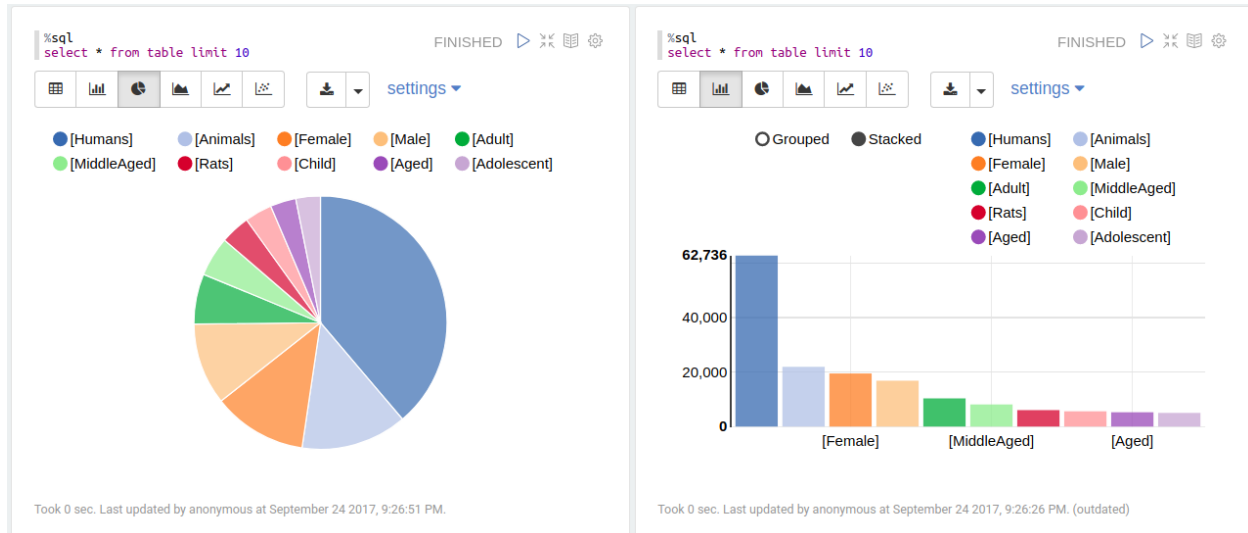 %sql
select * from table limit 10
FINISHED
settings
[Humans] [Animals] [Female] [Male] [Adult]
[MiddleAged] [Rats] [Child] [Aged] [Adolescent]
Took 0 sec. Last updated by anonymous at September 24 2017, 9:26:51 PM.
%sql
select * from table limit 10
FINISHED
settings
Grouped Stacked
[Humans] [Animals]
[Female] [Male]
[Adult] [MiddleAged]
[Rats] [Child]
[Aged] [Adolescent]
62,736
40,000
20,000
0
[Female] [MiddleAged] [Aged]
Took 0 sec. Last updated by anonymous at September 24 2017, 9:26:26 PM. (outdated)